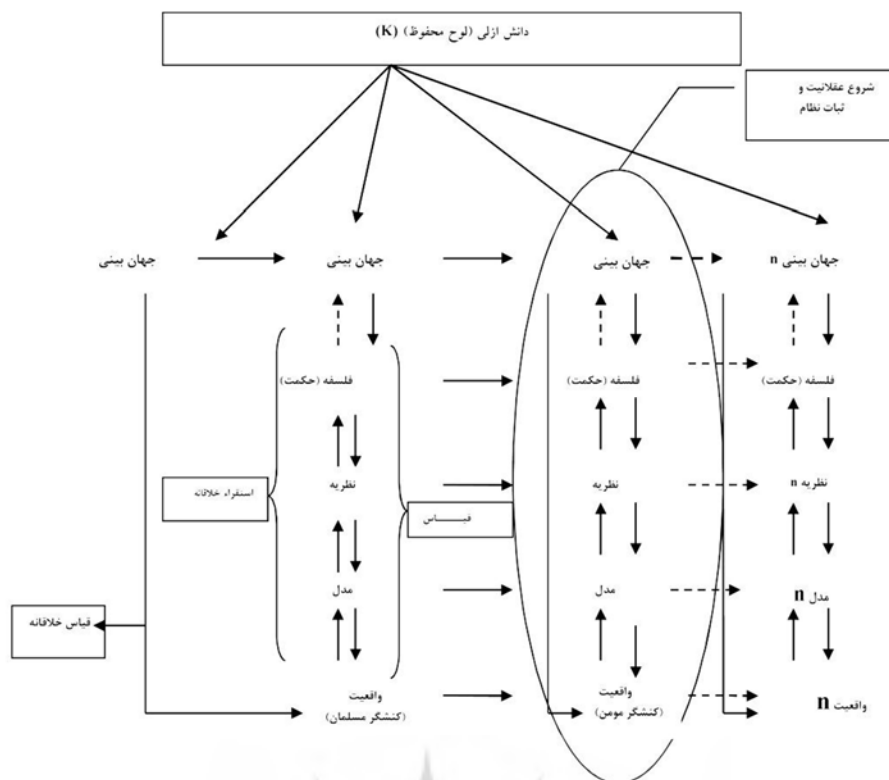 دانش ازلی (لوح محفوظ) (K)
شروع عقلانیت و
ثبات نظام
جهان بینی
جهان بینی
جهان بینی
جهان بینی n
فلسفه (حکمت)
فلسفه (حکمت)
فلسفه (حکمت)
استقراء خلاقانه
نظریه
نظریه
نظریه n
قیـــــاس
مدل
مدل
مدل n
قیاس خلاقانه
واقعیت
(کنشگر مسلمان)
واقعیت
(کنشگر مومن)
واقعیت n